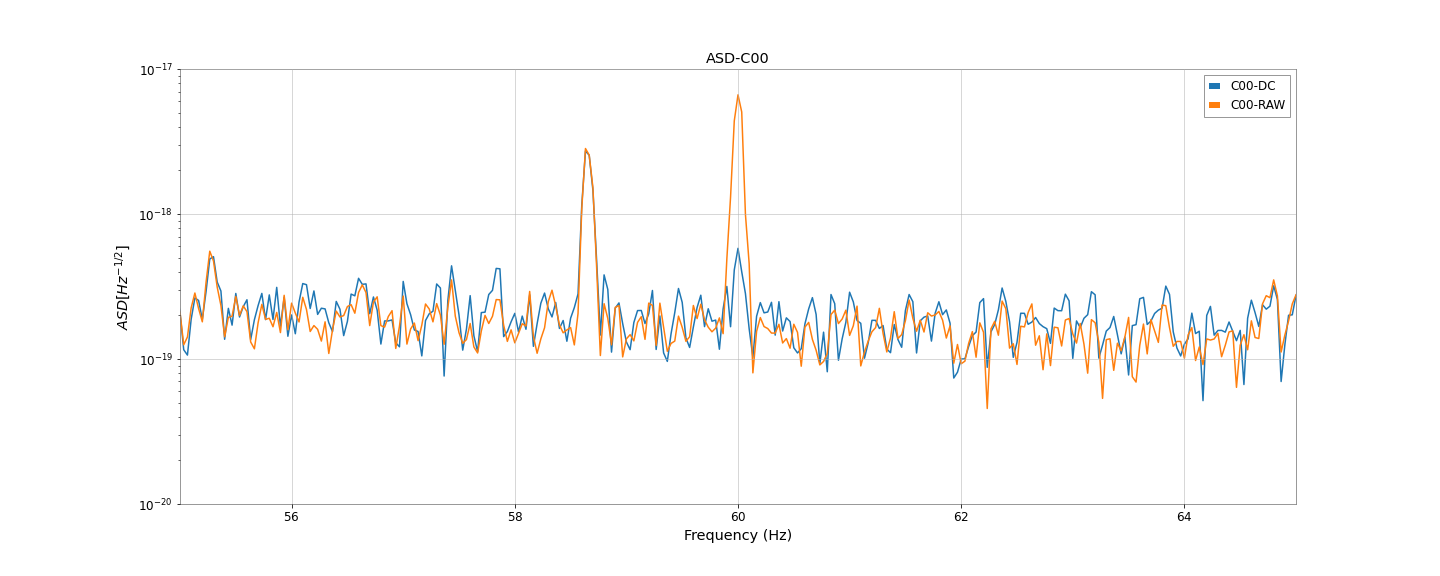 ASD-C00
10⁻¹⁷
C00-DC
C00-RAW
10⁻¹⁸
ASD[Hz⁻¹/²]
10⁻¹⁹
10⁻²⁰
56 58 60 62 64
Frequency (Hz)